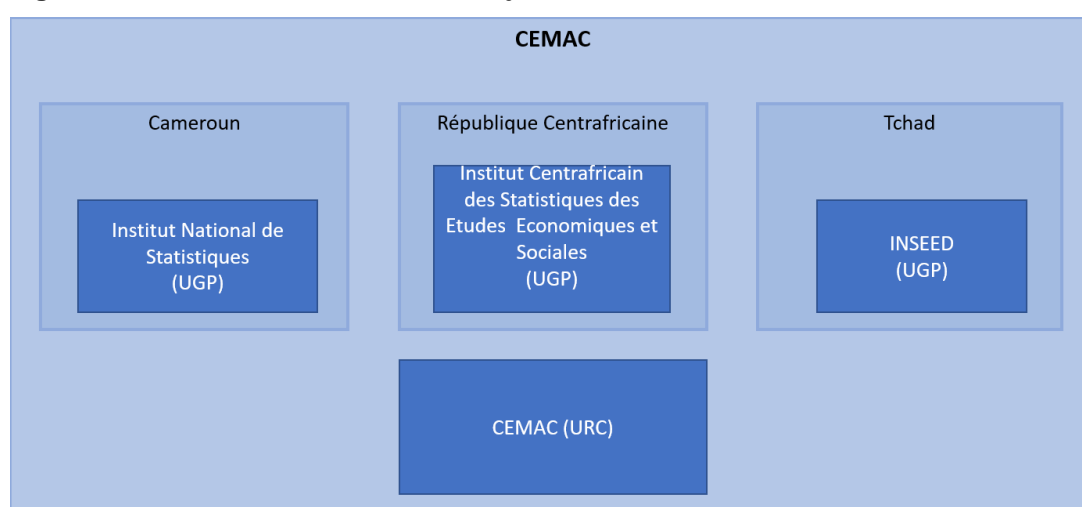 CEMAC
Cameroun
Institut National de
Statistiques
(UGP)
République Centrafricaine
Institut Centrafricain
des Statistiques des
Etudes Economiques et
Sociales
(UGP)
Tchad
INSEED
(UGP)
CEMAC (URC)